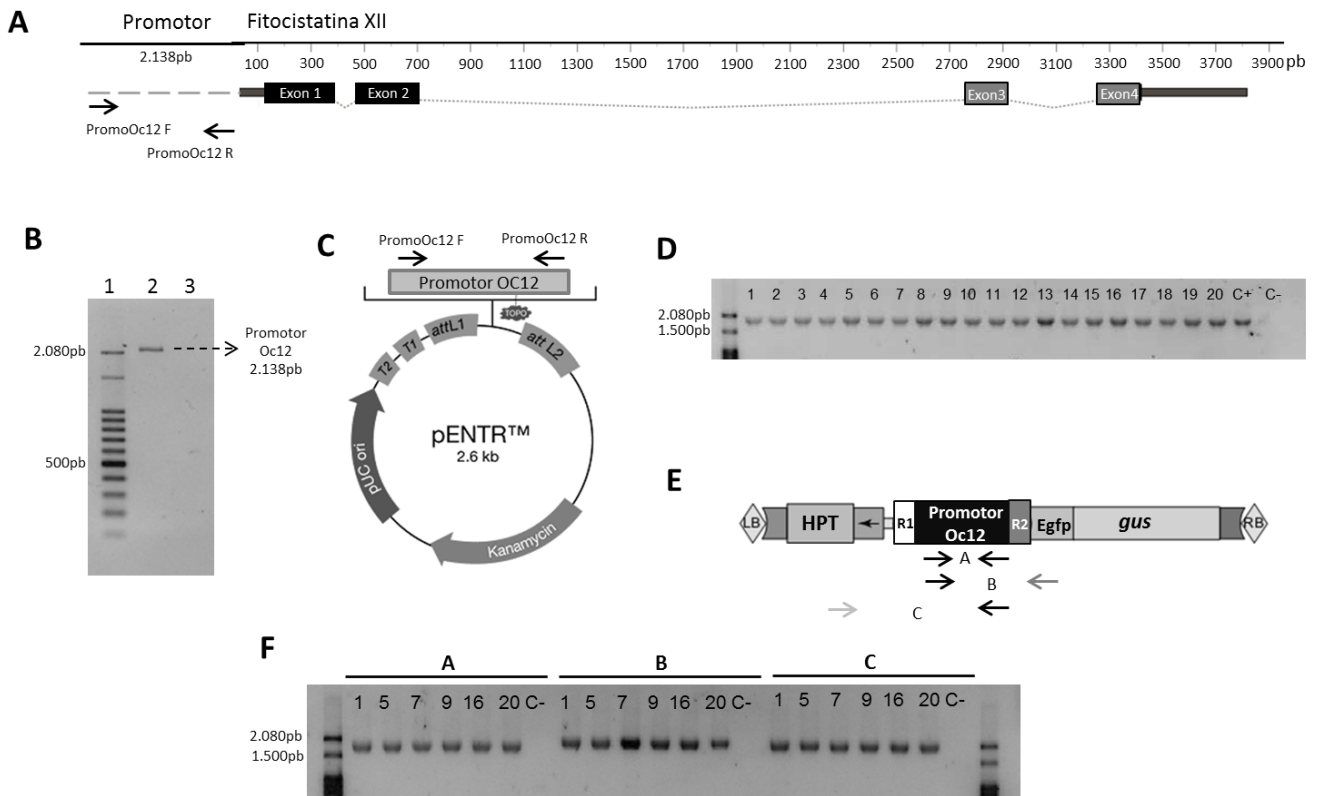 A
Promotor Fitocistatina XII
2.138pb
100 300 500 700 900 1100 1300 1500 1700 1900 2100 2300 2500 2700 2900 3100 3300 3500 3700 3900 pb
Exon 1 Exon 2 Exon3 Exon4
PromoOc12 F
PromoOc12 R
B
1 2 3
2.080pb
500pb
Promotor
Oc12
2.138pb
C
PromoOc12 F PromoOc12 R
Promotor OC12
TOPO
T2 T1 attL1 att L2
pUC ori
pENTR™
2.6 kb
Kanamycin
D
1 2 3 4 5 6 7 8 9 10 11 12 13 14 15 16 17 18 19 20 C+ C-
2.080pb
1.500pb
E
LB HPT R1 Promotor Oc12 R2 Egfp gus RB
A
B
C
F
A B C
1 5 7 9 16 20 C- 1 5 7 9 16 20 C- 1 5 7 9 16 20 C-
2.080pb
1.500pb